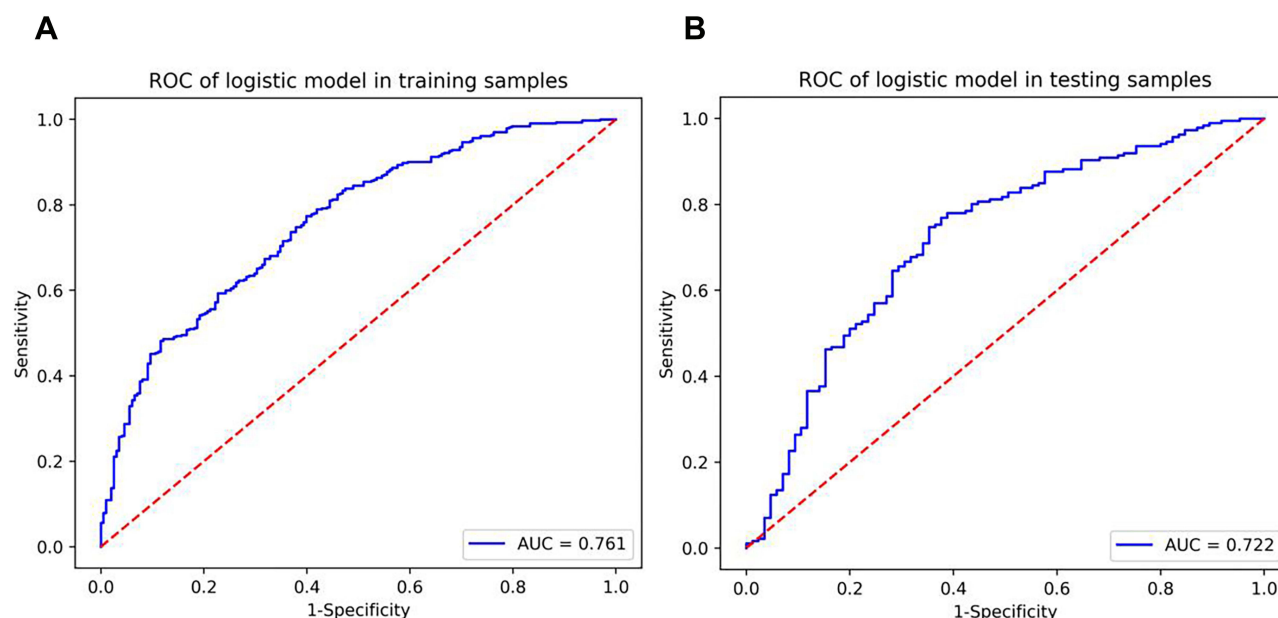 A
ROC of logistic model in training samples
Sensitivity
1.0
0.8
0.6
0.4
0.2
0.0
AUC = 0.761
0.0 0.2 0.4 0.6 0.8 1.0
1-Specificity
B
ROC of logistic model in testing samples
Sensitivity
1.0
0.8
0.6
0.4
0.2
0.0
AUC = 0.722
0.0 0.2 0.4 0.6 0.8 1.0
1-Specificity